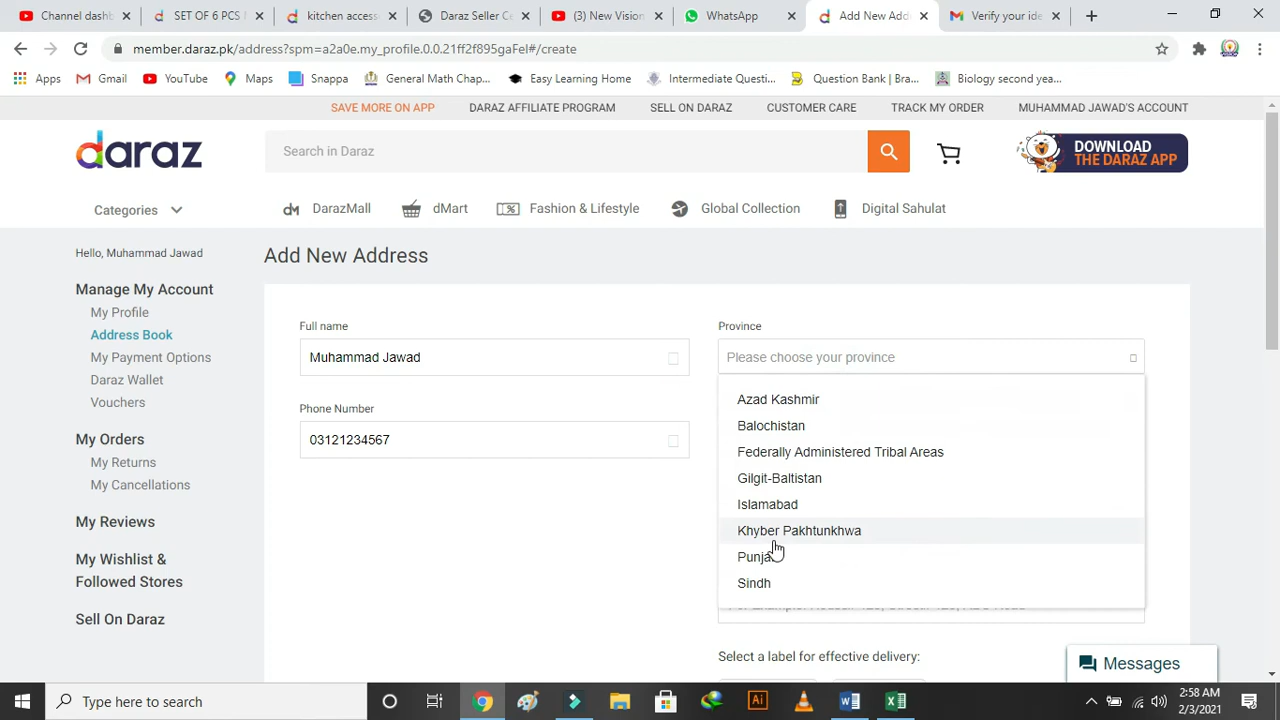 Channel dashb
SET OF 6 PCS
kitchen access
Daraz Seller Ce
(3) New Vision
WhatsApp
Add New Add
Verify your ide
member.daraz.pk/address?spm=a2a0e.my_profile.0.0.21ff2f895gaFel#/create
Apps
Gmail
YouTube
Maps
Snappa
General Math Chap...
Easy Learning Home
Intermediate Questi...
Question Bank | Bra...
Biology second yea...
SAVE MORE ON APP
DARAZ AFFILIATE PROGRAM
SELL ON DARAZ
CUSTOMER CARE
TRACK MY ORDER
MUHAMMAD JAWAD'S ACCOUNT
daraz
Search in Daraz
DOWNLOAD
THE DARAZ APP
Categories
DarazMall
dMart
Fashion & Lifestyle
Global Collection
Digital Sahulat
Hello, Muhammad Jawad
Manage My Account
My Profile
Address Book
My Payment Options
Daraz Wallet
Vouchers
My Orders
My Returns
My Cancellations
My Reviews
My Wishlist &
Followed Stores
Sell On Daraz
Add New Address
Full name
Muhammad Jawad
Phone Number
03121234567
Province
Please choose your province
Azad Kashmir
Balochistan
Federally Administered Tribal Areas
Gilgit-Baltistan
Islamabad
Khyber Pakhtunkhwa
Punja
Sindh
Select a label for effective delivery:
Messages
Type here to search
2:58 AM
2/3/2021